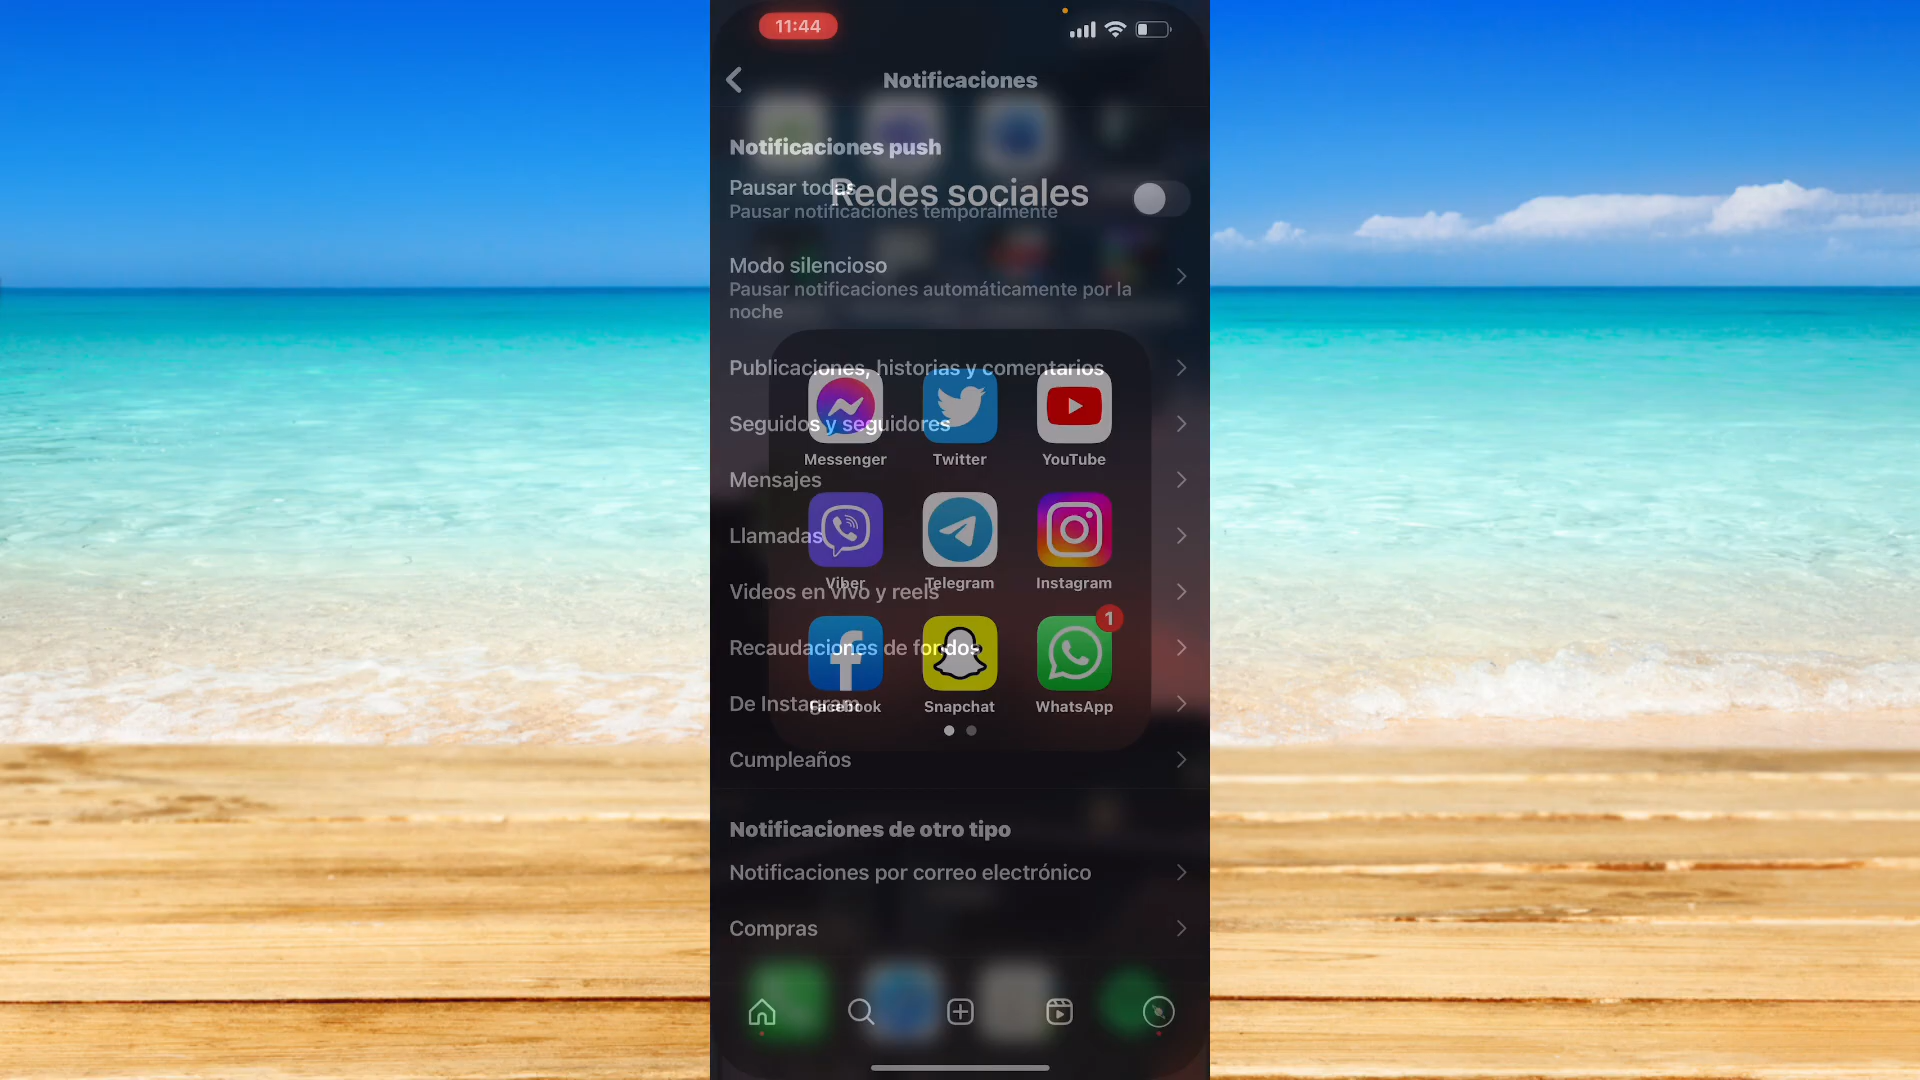 11:44
Notificaciones
Notificaciones push
Pausar todas
Redes sociales
Pausar notificaciones temporalmente
Modo silencioso
Pausar notificaciones automáticamente por la
noche
Publicaciones, historias y comentarios
Seguidos y seguidores
Messenger
Twitter
YouTube
Mensajes
Llamadas
Viber
Telegram
Instagram
Videos en vivo y reels
1
Recaudaciones de fondos
De Instagram
Facebook
Snapchat
WhatsApp
Cumpleaños
Notificaciones de otro tipo
Notificaciones por correo electrónico
Compras